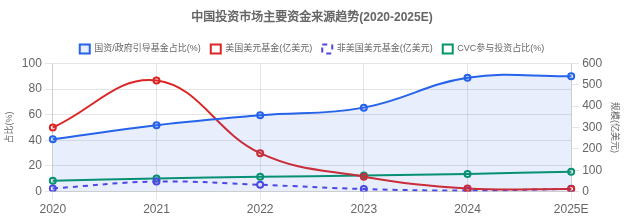 中国投资市场主要资金来源趋势(2020-2025E)
国资/政府引导基金占比(%) 美国美元基金(亿美元) 非美国美元基金(亿美元) CVC参与投资占比(%)
100 600
500
80
400
60
300
40
200
20
100
0 0
占比(%)
规模(亿美元)
2020 2021 2022 2023 2024 2025E